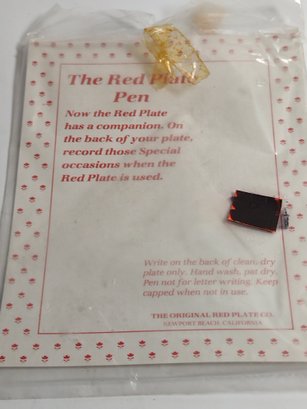 The Red Plate
Pen
Now the Red Plate
has a companion. On
the back of your plate,
record those Special
occasions when the
Red Plate is used.
Write on the back of clean, dry
plate only. Hand wash, pat dry.
Pen not for letter writing. Keep
capped when not in use.
THE ORIGINAL RED PLATE CO.
NEWPORT BEACH, CALIFORNIA